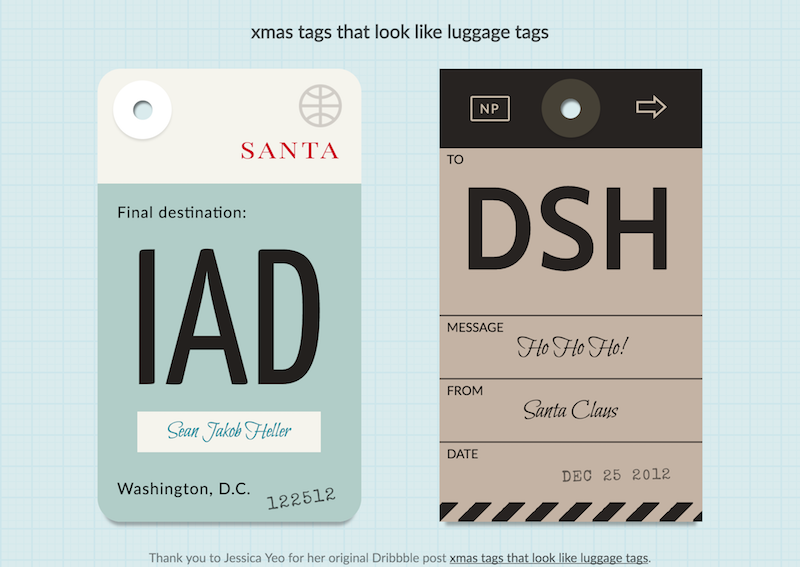 xmas tags that look like luggage tags
SANTA
Final destination:
IAD
Sean Jakob Heller
Washington, D.C.
122512
NP
TO
DSH
MESSAGE
Ho Ho Ho!
FROM
Santa Claus
DATE
DEC 25 2012
Thank you to Jessica Yeo for her original Dribbble post xmas tags that look like luggage tags.